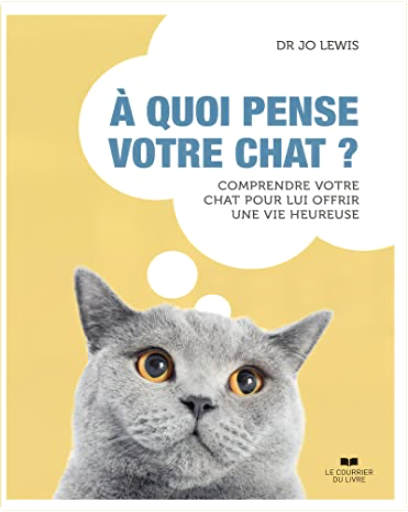 DR JO LEWIS
À QUOI PENSE
VOTRE CHAT ?
COMPRENDRE VOTRE
CHAT POUR LUI OFFRIR
UNE VIE HEUREUSE
LE COURRIER
DU LIVRE